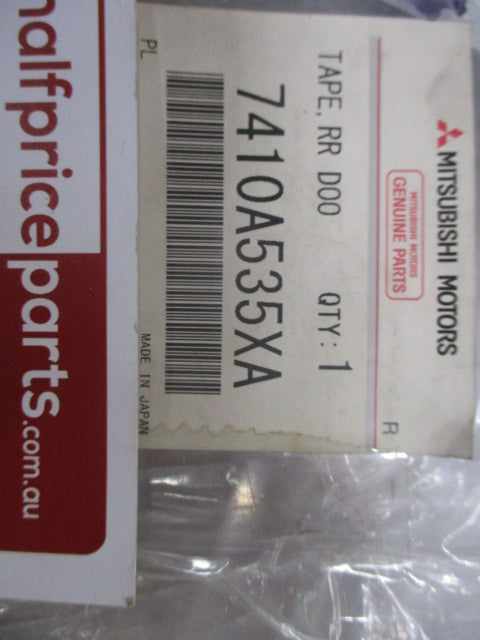 MITSUBISHI MOTORS
MITSUBISHI MOTORS
GENUINE PARTS
R
TAPE,RR DOO QTY: 1
7410A535XA
PL MADE IN JAPAN
halfpriceparts.com.au